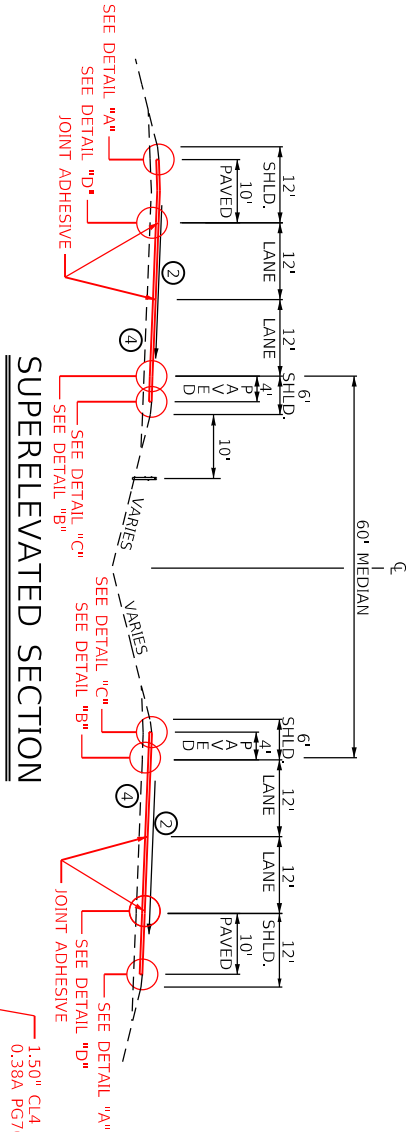 ℄
60' MEDIAN
12'
SHLD.
12'
LANE
12'
LANE
6'
SHLD.
6'
SHLD.
12'
LANE
12'
LANE
12'
SHLD.
10'
PAVED
4'
PAVED
10'
4'
PAVED
10'
PAVED
2
4
2
4
VARIES
VARIES
SEE DETAIL "A"
SEE DETAIL "D"
JOINT ADHESIVE
SEE DETAIL "C"
SEE DETAIL "B"
SEE DETAIL "C"
SEE DETAIL "B"
JOINT ADHESIVE
SEE DETAIL "D"
SEE DETAIL "A"
SUPERELEVATED SECTION
1.50" CL4
0.38A PG7